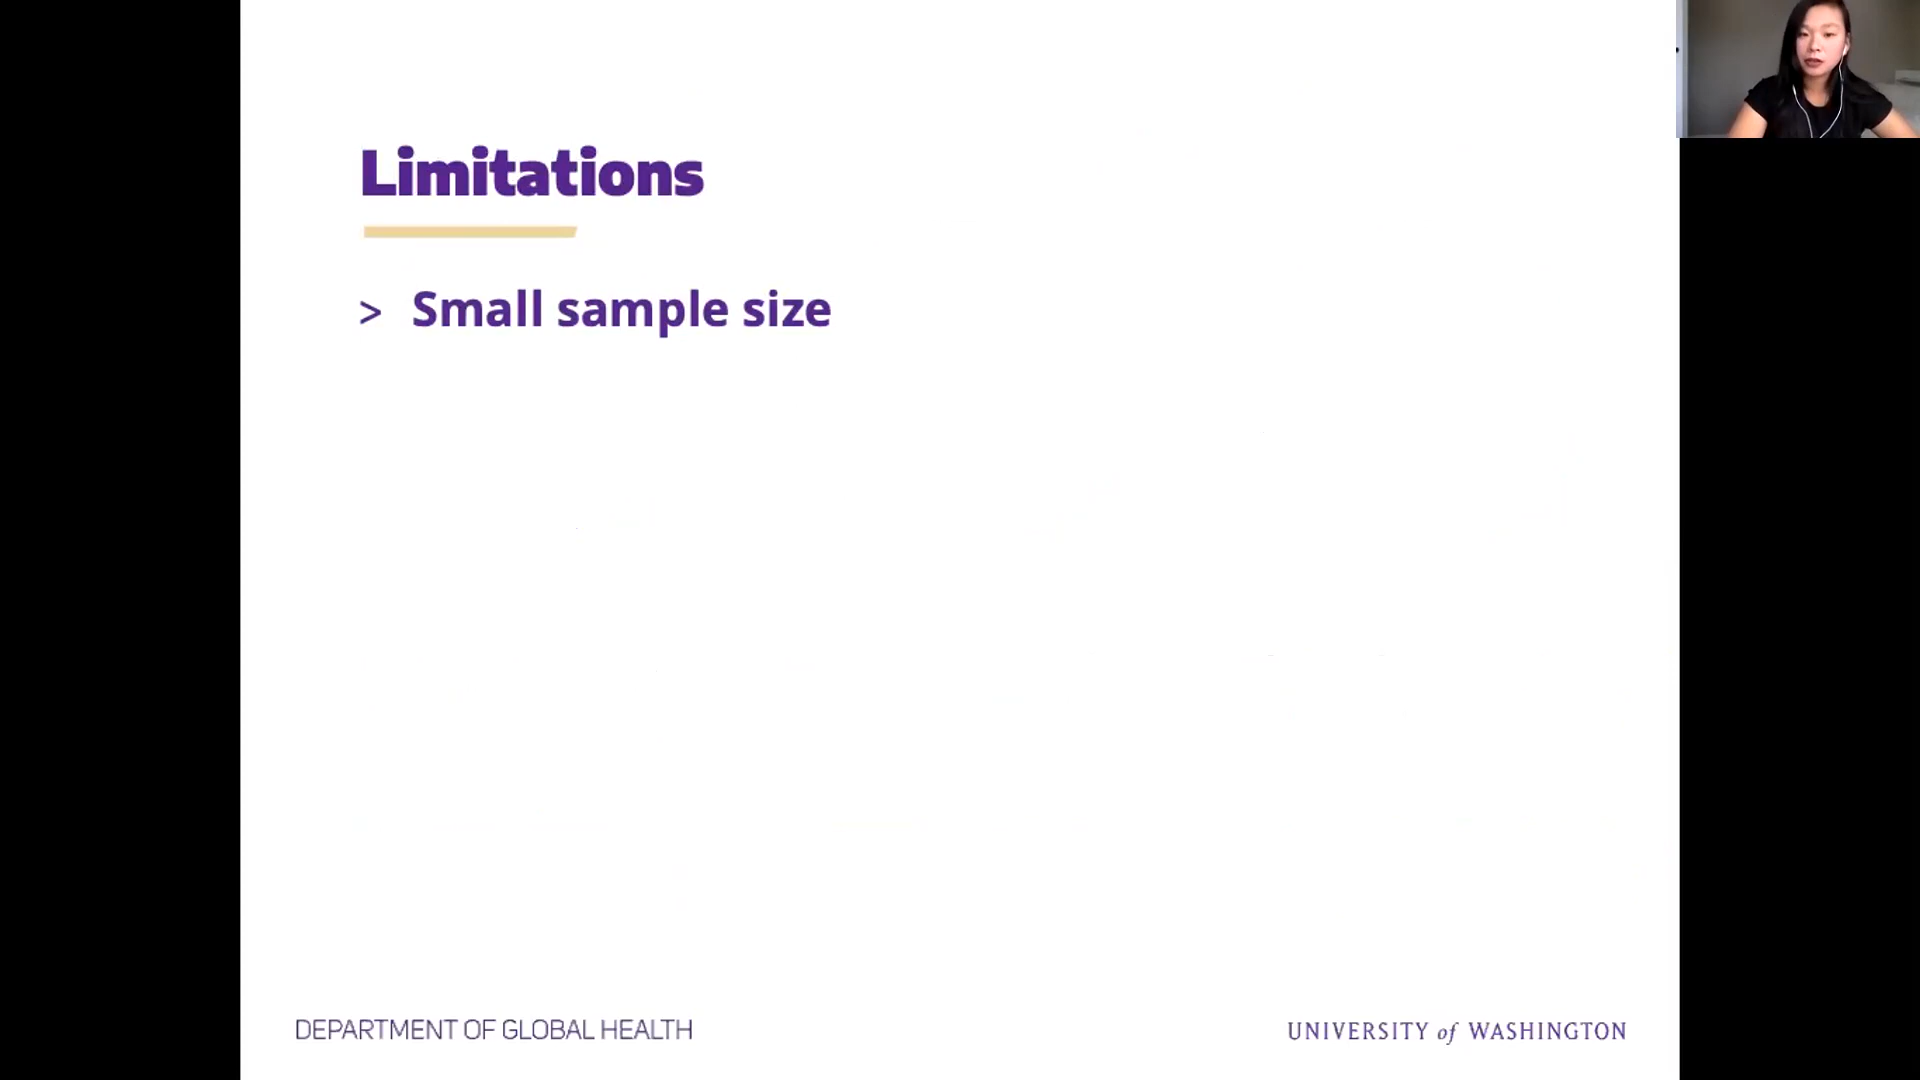 Limitations
> Small sample size
DEPARTMENT OF GLOBAL HEALTH
UNIVERSITY of WASHINGTON